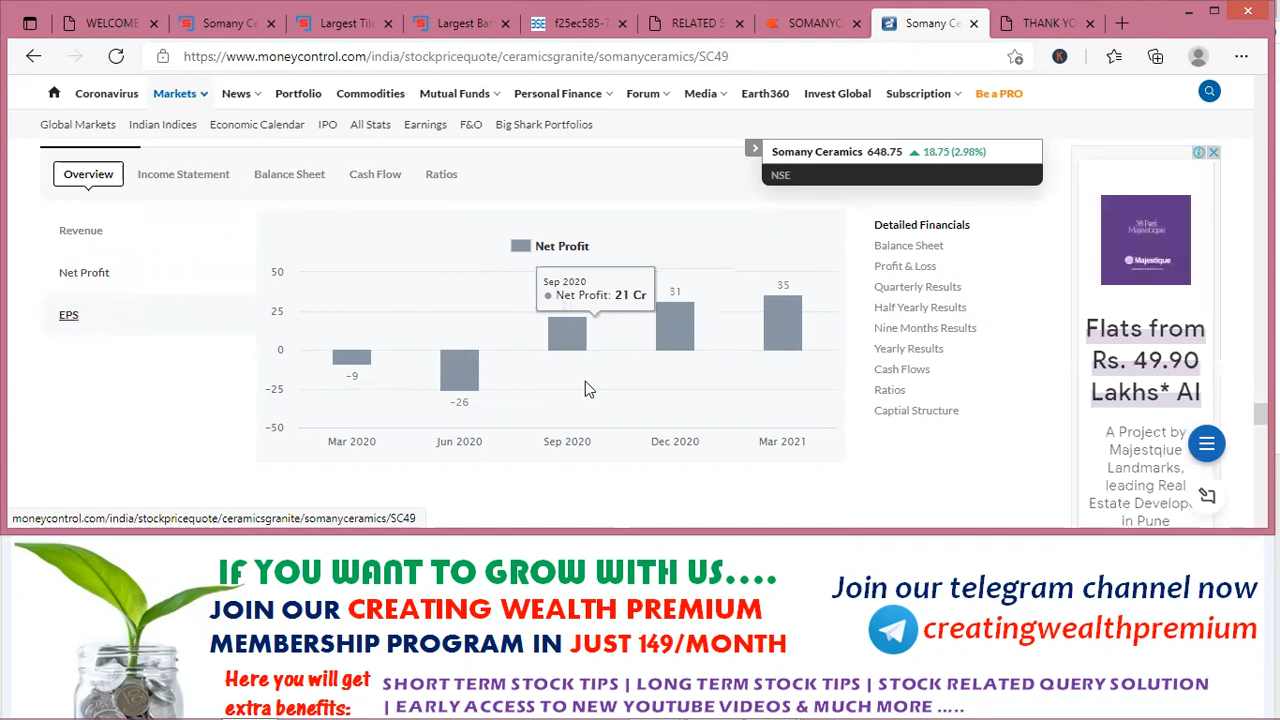 WELCOME
Somany Ce
Largest Tile
Largest Ba
f25ec585-7
RELATED S
SOMANYC
Somany Ce
THANK YO
https://www.moneycontrol.com/india/stockpricequote/ceramicsgranite/somanyceramics/SC49
Coronavirus Markets News Portfolio Commodities Mutual Funds Personal Finance Forum Media Earth360 Invest Global Subscription Be a PRO
Global Markets Indian Indices Economic Calendar IPO All Stats Earnings F&O Big Shark Portfolios
Somany Ceramics 648.75 18.75 (2.98%)
NSE
Overview Income Statement Balance Sheet Cash Flow Ratios
Revenue
Net Profit
EPS
Net Profit
50
25
0
−25
−50
Sep 2020
Net Profit: 21 Cr
−9
−26
31
35
Mar 2020 Jun 2020 Sep 2020 Dec 2020 Mar 2021
Detailed Financials
Balance Sheet
Profit & Loss
Quarterly Results
Half Yearly Results
Nine Months Results
Yearly Results
Cash Flows
Ratios
Captial Structure
Majestique
Flats from
Rs. 49.90
Lakhs* AI
A Project by
Majestqiue
Landmarks,
leading Real
Estate Develope
in Pune
moneycontrol.com/india/stockpricequote/ceramicsgranite/somanyceramics/SC49
IF YOU WANT TO GROW WITH US....
JOIN OUR CREATING WEALTH PREMIUM
MEMBERSHIP PROGRAM IN JUST 149/MONTH
Join our telegram channel now
creatingwealthpremium
Here you will get
extra benefits:
SHORT TERM STOCK TIPS | LONG TERM STOCK TIPS | STOCK RELATED QUERY SOLUTION
| EARLY ACCESS TO NEW YOUTUBE VIDEOS & MUCH MORE .....